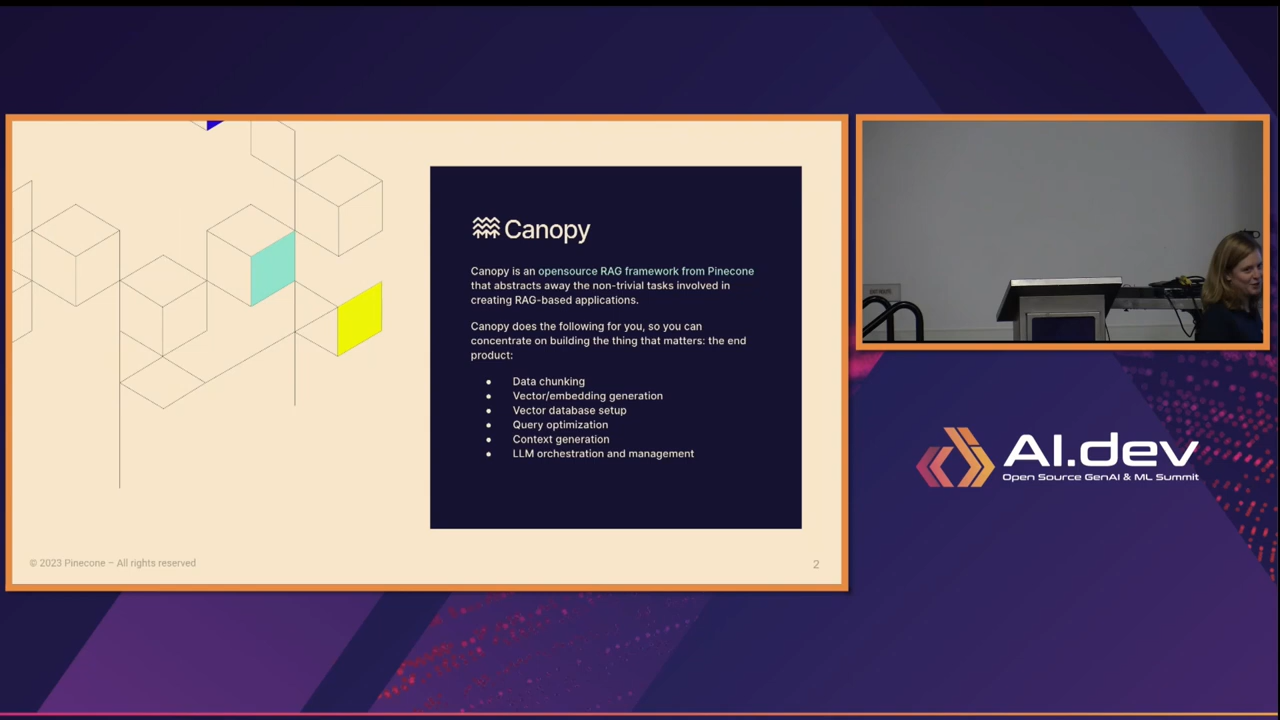 Canopy
Canopy is an opensource RAG framework from Pinecone
that abstracts away the non-trivial tasks involved in
creating RAG-based applications.
Canopy does the following for you, so you can
concentrate on building the thing that matters: the end
product:
● Data chunking
● Vector/embedding generation
● Vector database setup
● Query optimization
● Context generation
● LLM orchestration and management
© 2023 Pinecone – All rights reserved
2
AI.dev
Open Source GenAI & ML Summit